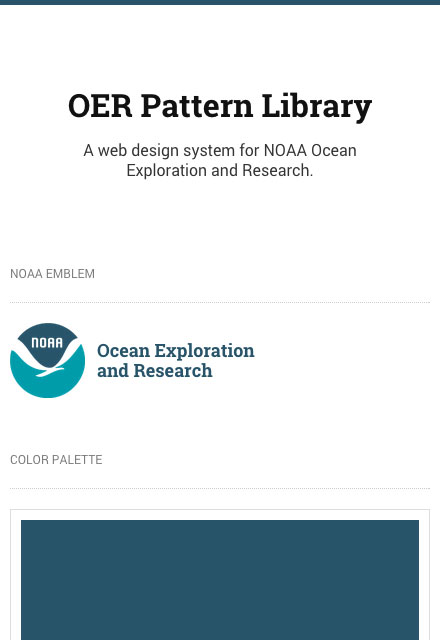 OER Pattern Library
A web design system for NOAA Ocean
Exploration and Research.
NOAA EMBLEM
NOAA
Ocean Exploration
and Research
COLOR PALETTE